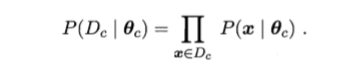 P(D_c | θ_c) = ∏_{x∈D_c} P(x | θ_c) .